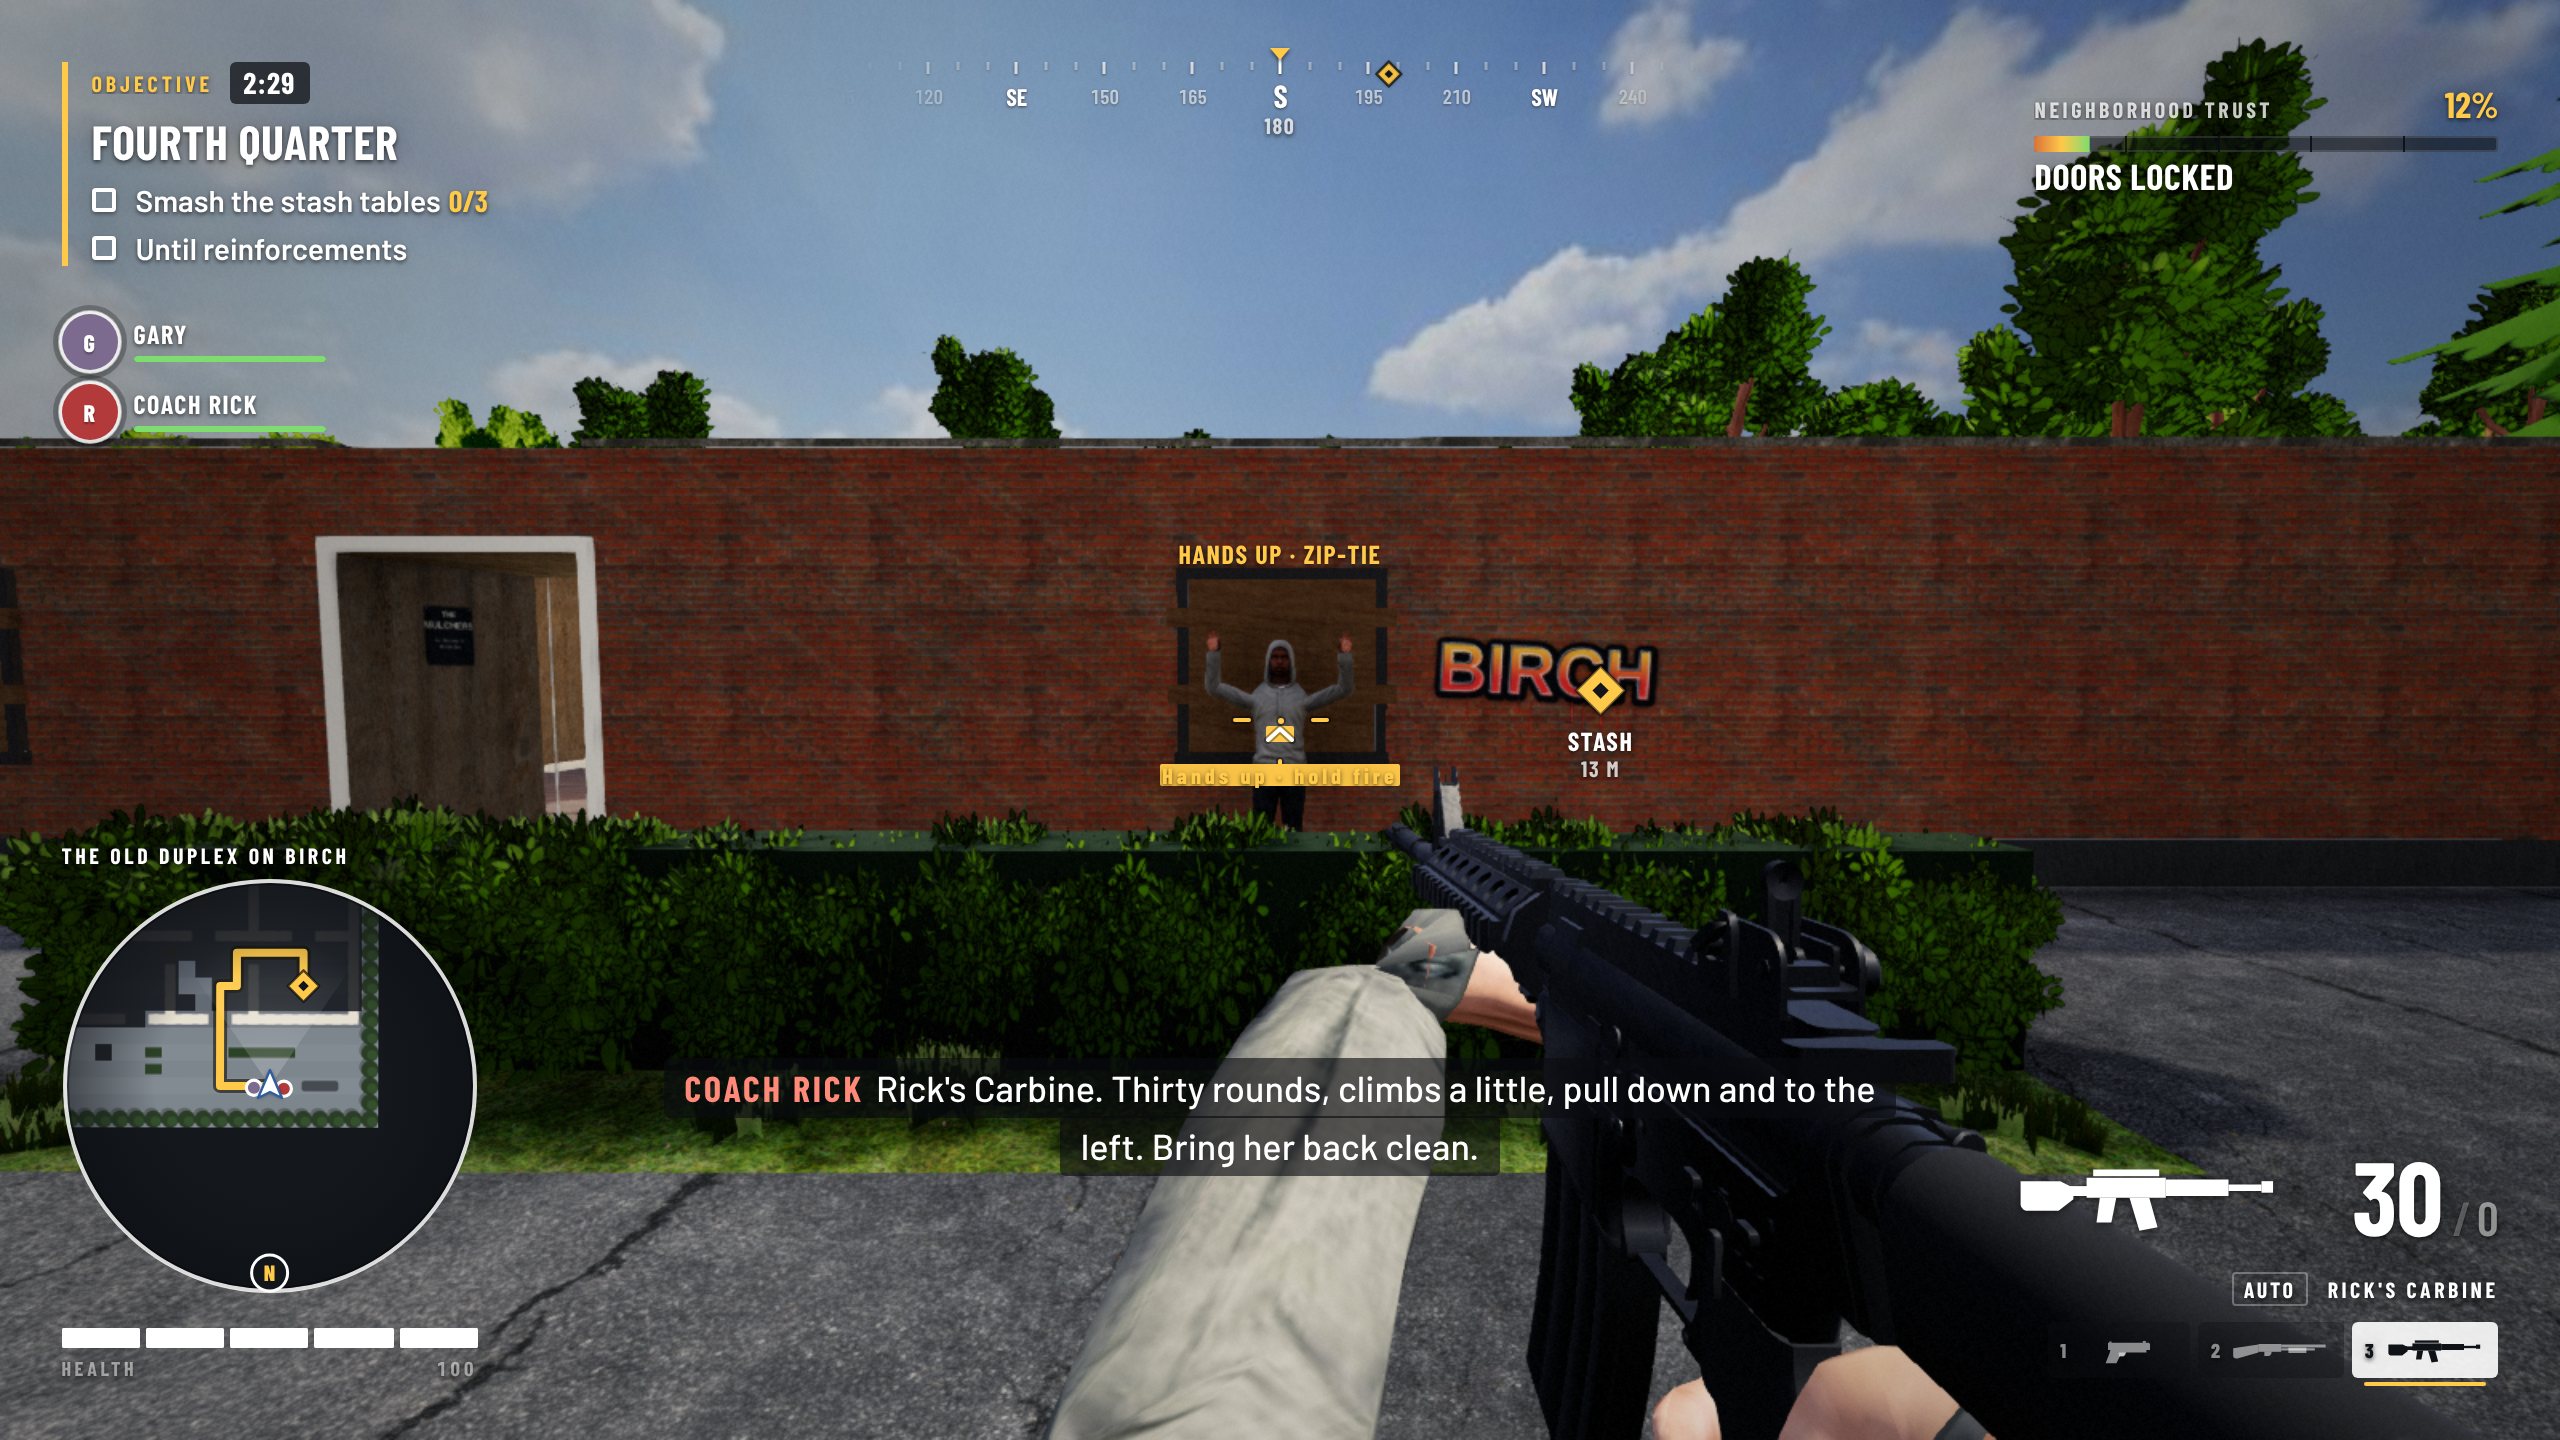 OBJECTIVE 2:29
FOURTH QUARTER
Smash the stash tables 0/3
Until reinforcements
G GARY
R COACH RICK
120 SE 150 165 S 195 210 SW 240
180
NEIGHBORHOOD TRUST 12%
DOORS LOCKED
HANDS UP · ZIP-TIE
THE
MULCHERS
BIRCH
Hands up · hold fire
STASH
13 M
THE OLD DUPLEX ON BIRCH
N
HEALTH 100
COACH RICK Rick's Carbine. Thirty rounds, climbs a little, pull down and to the
left. Bring her back clean.
30 / 0
AUTO RICK'S CARBINE
1 2 3